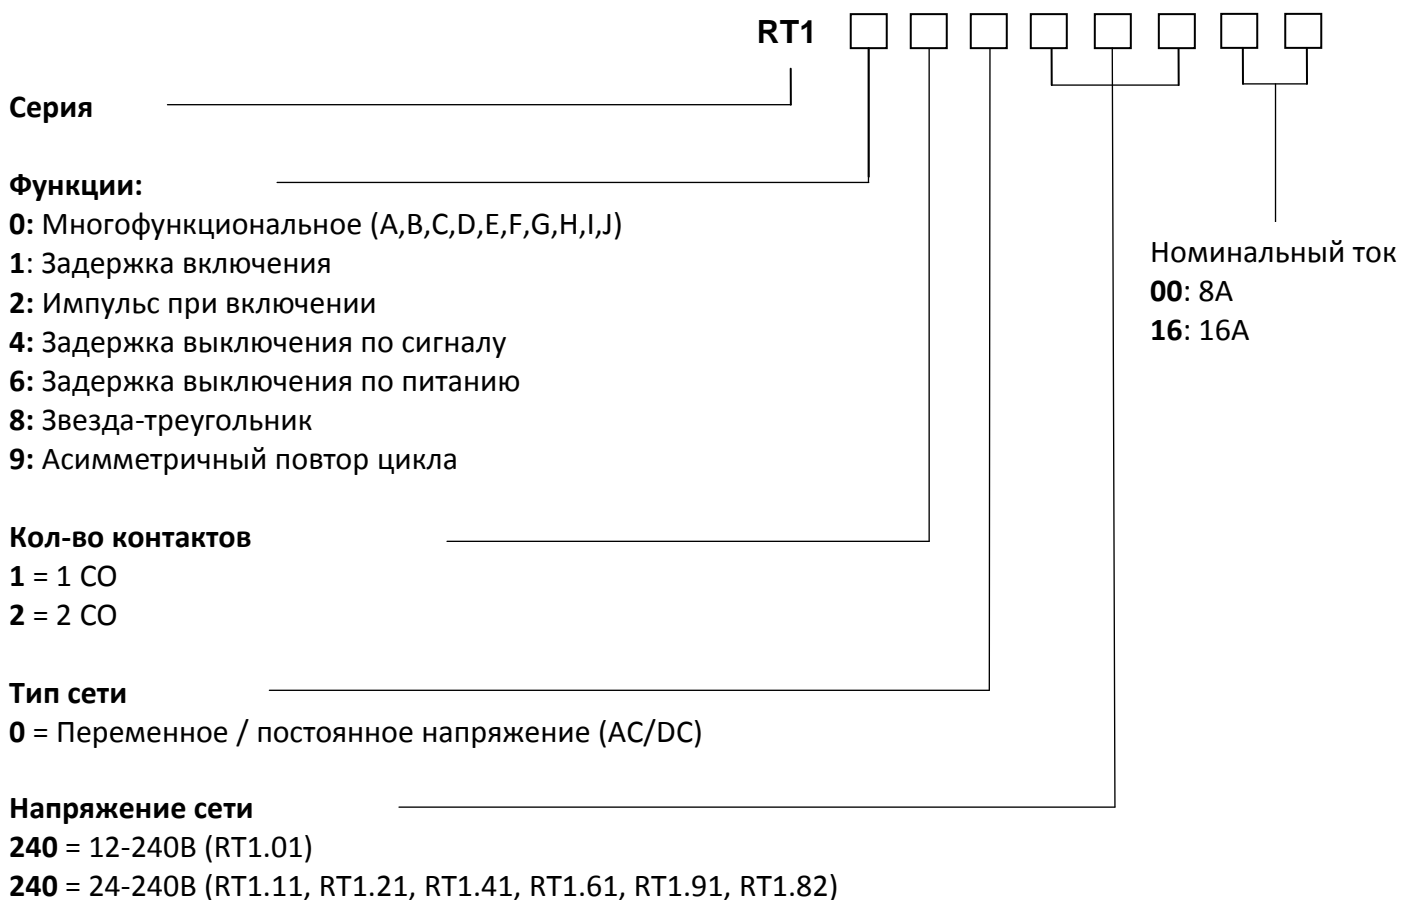 RT1
Серия
Функции:
0: Многофункциональное (A,B,C,D,E,F,G,H,I,J)
1: Задержка включения
2: Импульс при включении
4: Задержка выключения по сигналу
6: Задержка выключения по питанию
8: Звезда-треугольник
9: Асимметричный повтор цикла
Номинальный ток
00: 8А
16: 16А
Кол-во контактов
1 = 1 CO
2 = 2 CO
Тип сети
0 = Переменное / постоянное напряжение (AC/DC)
Напряжение сети
240 = 12-240В (RT1.01)
240 = 24-240В (RT1.11, RT1.21, RT1.41, RT1.61, RT1.91, RT1.82)